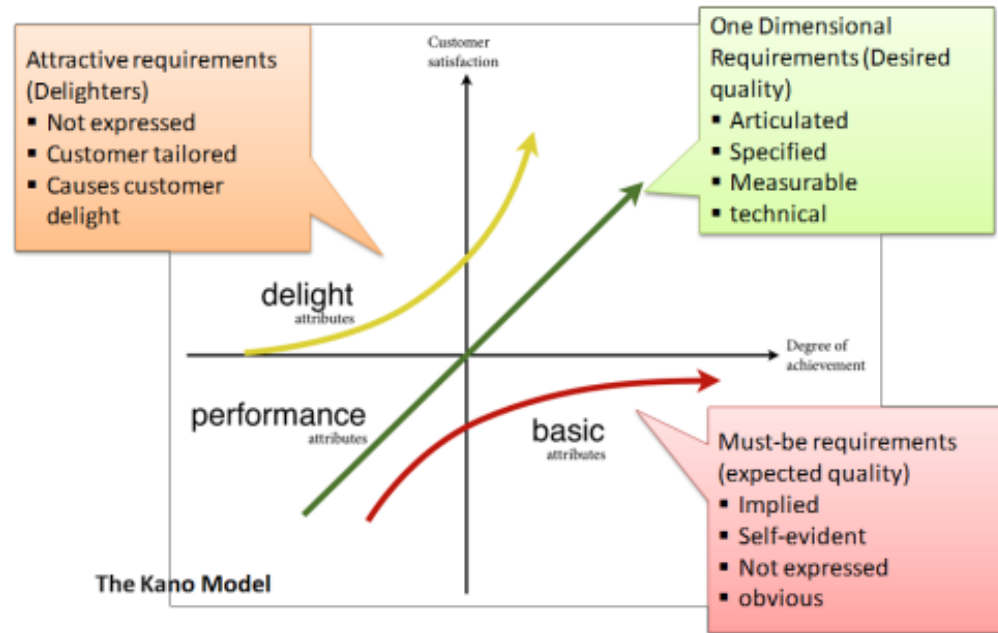 Attractive requirements
(Delighters)
▪ Not expressed
▪ Customer tailored
▪ Causes customer
delight
Customer
satisfaction
One Dimensional
Requirements (Desired
quality)
▪ Articulated
▪ Specified
▪ Measurable
▪ technical
delight
attributes
Degree of
achievement
performance
attributes
basic
attributes
Must-be requirements
(expected quality)
▪ Implied
▪ Self-evident
▪ Not expressed
▪ obvious
The Kano Model